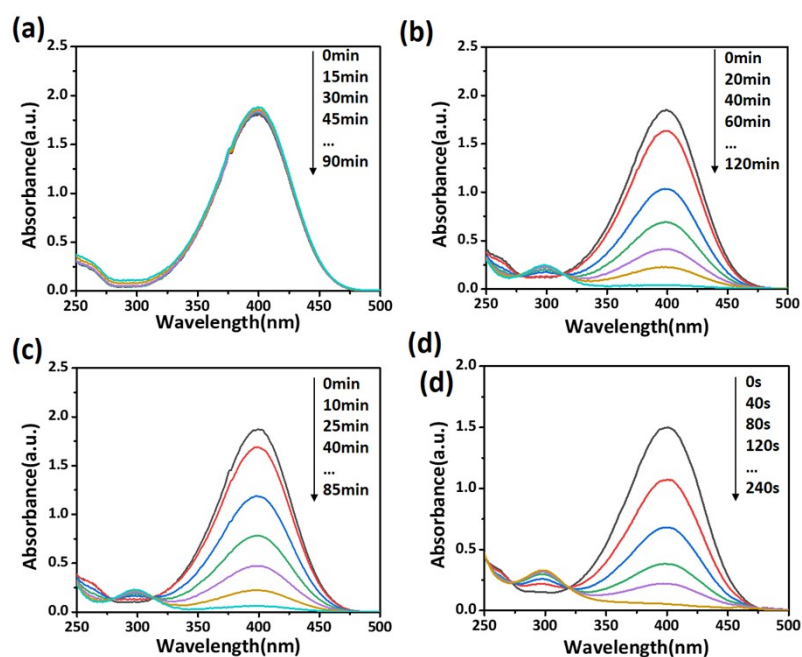 (a)
2.5
2.0
1.5
1.0
0.5
0.0
Absorbance(a.u.)
250 300 350 400 450 500
Wavelength(nm)
0min
15min
30min
45min
...
90min
(b)
2.5
2.0
1.5
1.0
0.5
0.0
Absorbance(a.u.)
250 300 350 400 450 500
Wavelength(nm)
0min
20min
40min
60min
...
120min
(c)
2.5
2.0
1.5
1.0
0.5
0.0
Absorbance(a.u.)
250 300 350 400 450 500
Wavelength(nm)
0min
10min
25min
40min
...
85min
(d)
(d)
2.0
1.5
1.0
0.5
0.0
Absorbance(a.u.)
250 300 350 400 450 500
Wavelength(nm)
0s
40s
80s
120s
...
240s